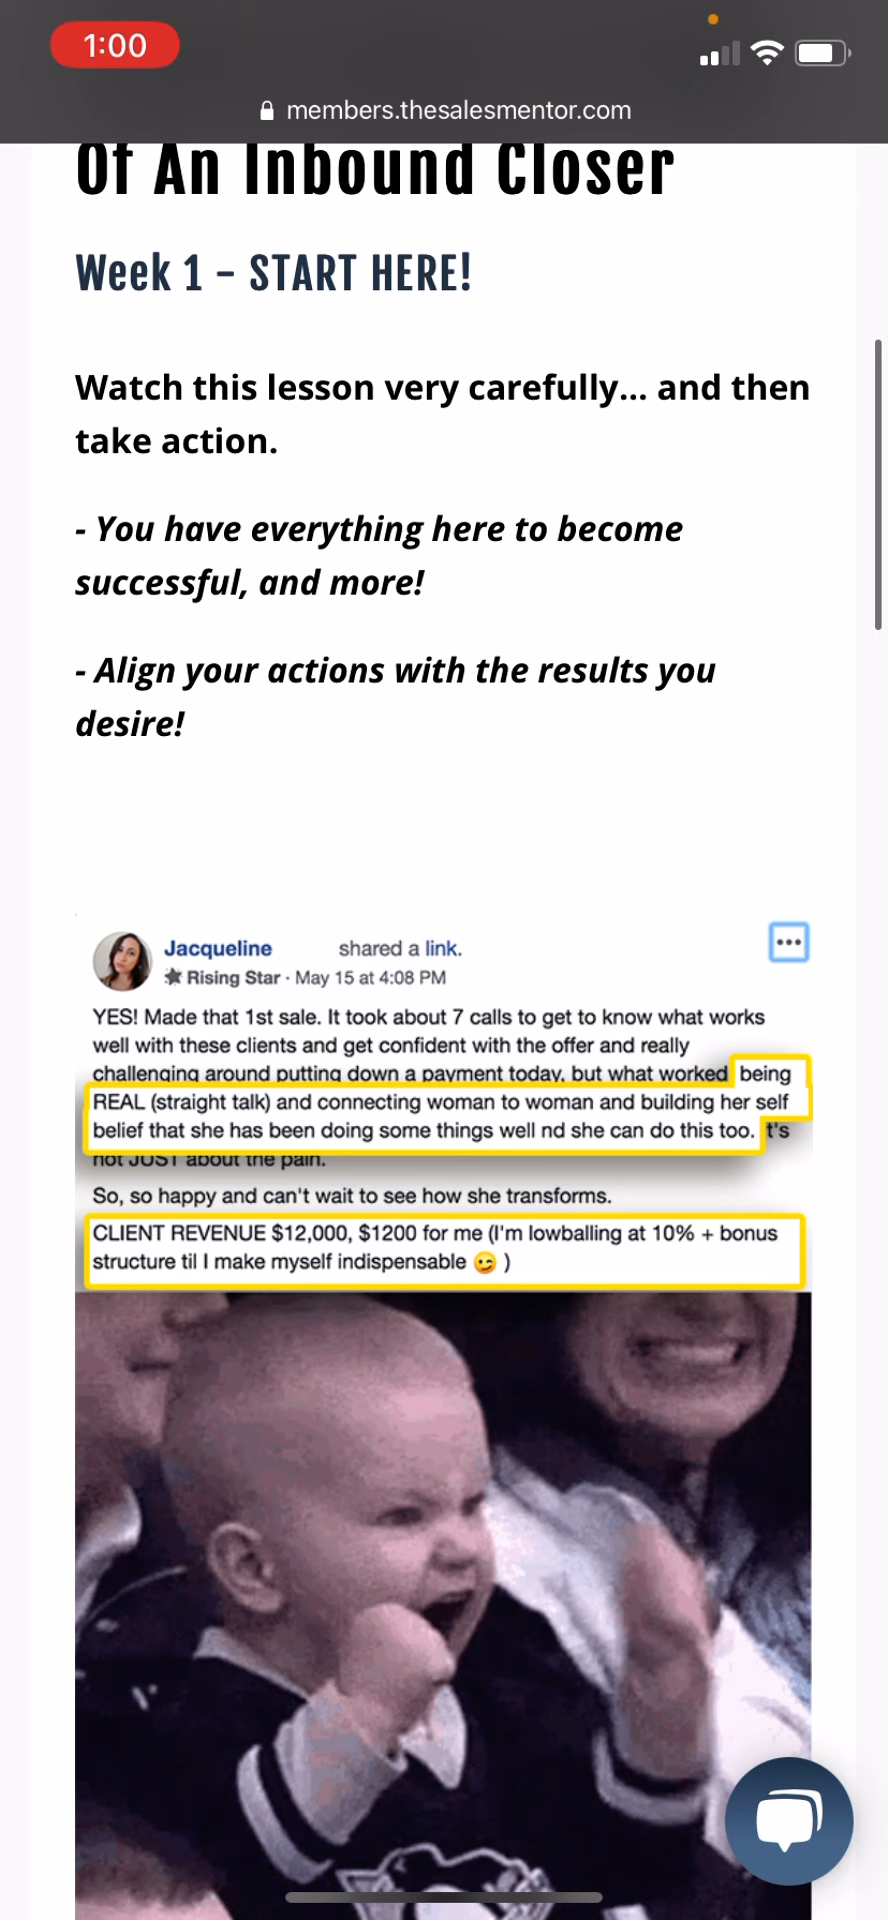 1:00
members.thesalesmentor.com
Of An Inbound Closer
Week 1 - START HERE!
Watch this lesson very carefully... and then
take action.
- You have everything here to become
successful, and more!
- Align your actions with the results you
desire!
Jacqueline shared a link.
Rising Star · May 15 at 4:08 PM
YES! Made that 1st sale. It took about 7 calls to get to know what works
well with these clients and get confident with the offer and really
challenging around putting down a payment today, but what worked being
REAL (straight talk) and connecting woman to woman and building her self
belief that she has been doing some things well nd she can do this too. It's
not JUST about the pain.
So, so happy and can't wait to see how she transforms.
CLIENT REVENUE $12,000, $1200 for me (I'm lowballing at 10% + bonus
structure til I make myself indispensable 😉 )